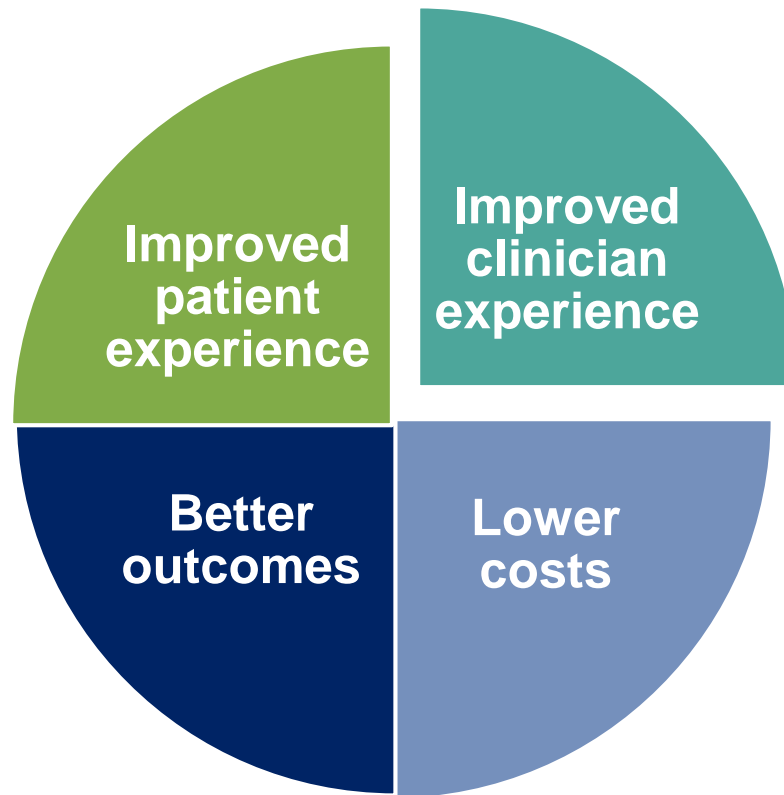 Improved
patient
experience
Improved
clinician
experience
Better
outcomes
Lower
costs